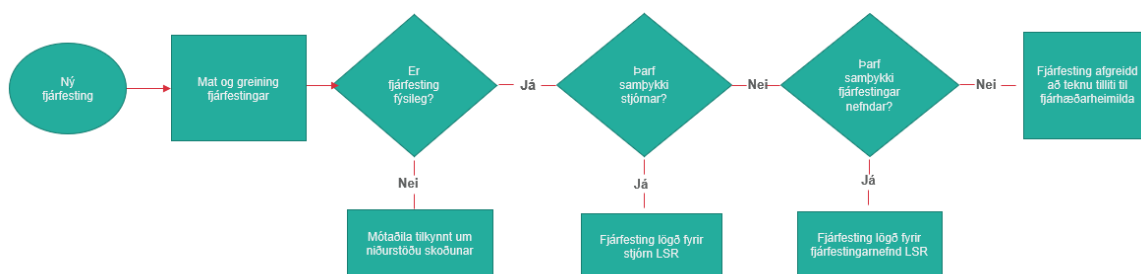 Ný
fjárfesting
Mat og greining
fjárfestingar
Er
fjárfesting
fýsileg?
Já
Þarf
samþykki
stjórnar?
Nei
Þarf
samþykki
fjárfestingar
nefndar?
Nei
Fjárfesting afgreidd
að teknu tilliti til
fjárhæðarheimilda
Nei
Já
Já
Mótaðila tilkynnt um
niðurstöðu skoðunar
Fjárfesting lögð fyrir
stjórn LSR
Fjárfesting lögð fyrir
fjárfestingarnefnd LSR